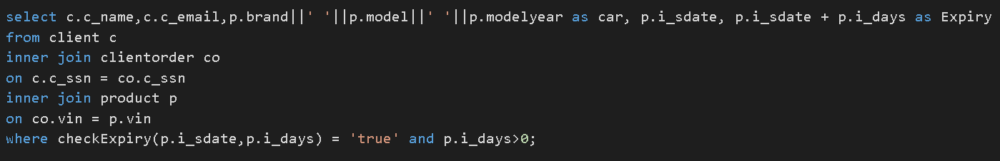 select c.c_name,c.c_email,p.brand||' '||p.model||' '||p.modelyear as car, p.i_sdate, p.i_sdate + p.i_days as Expiry
from client c
inner join clientorder co
on c.c_ssn = co.c_ssn
inner join product p
on co.vin = p.vin
where checkExpiry(p.i_sdate,p.i_days) = 'true' and p.i_days>0;